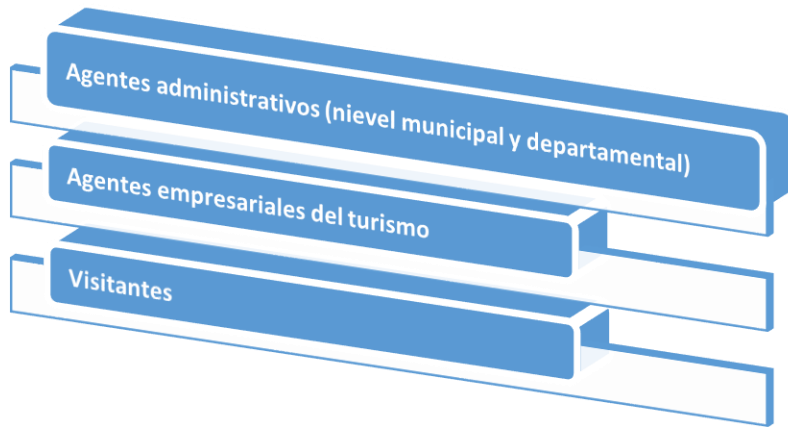 Agentes administrativos (nievel municipal y departamental)
Agentes empresariales del turismo
Visitantes